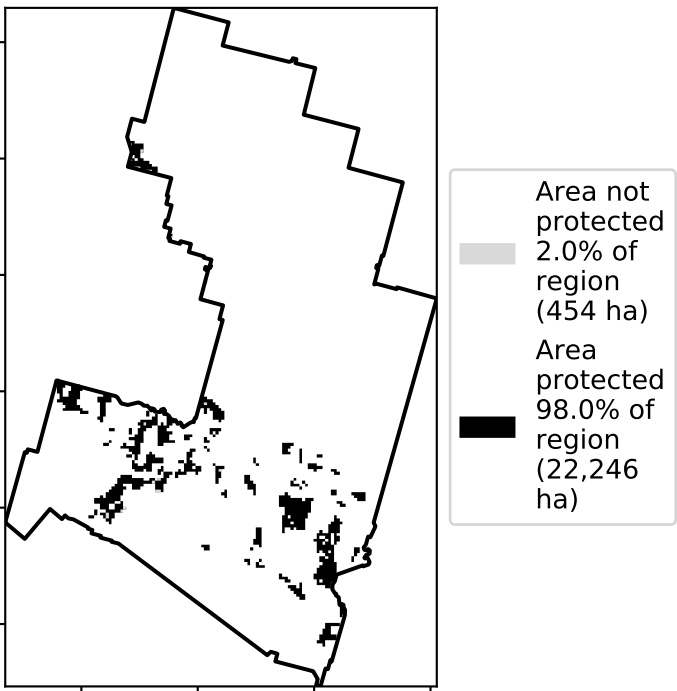 Area not
protected
2.0% of
region
(454 ha)
Area
protected
98.0% of
region
(22,246
ha)